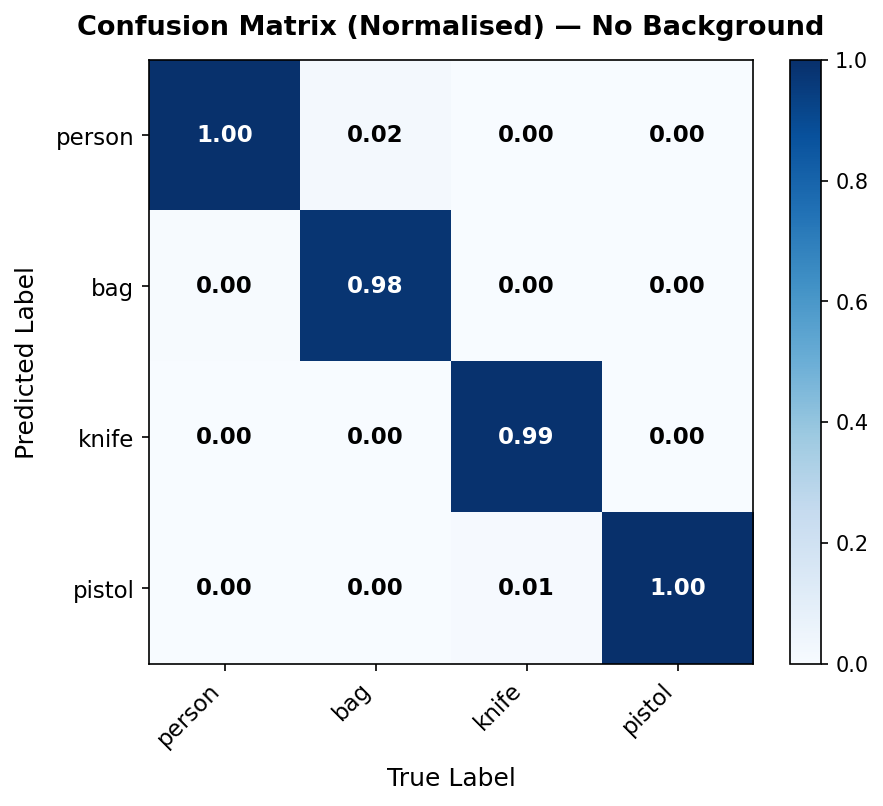 Confusion Matrix (Normalised) — No Background
Predicted Label
person 1.00 0.02 0.00 0.00
bag 0.00 0.98 0.00 0.00
knife 0.00 0.00 0.99 0.00
pistol 0.00 0.00 0.01 1.00
person bag knife pistol
True Label
1.0
0.8
0.6
0.4
0.2
0.0